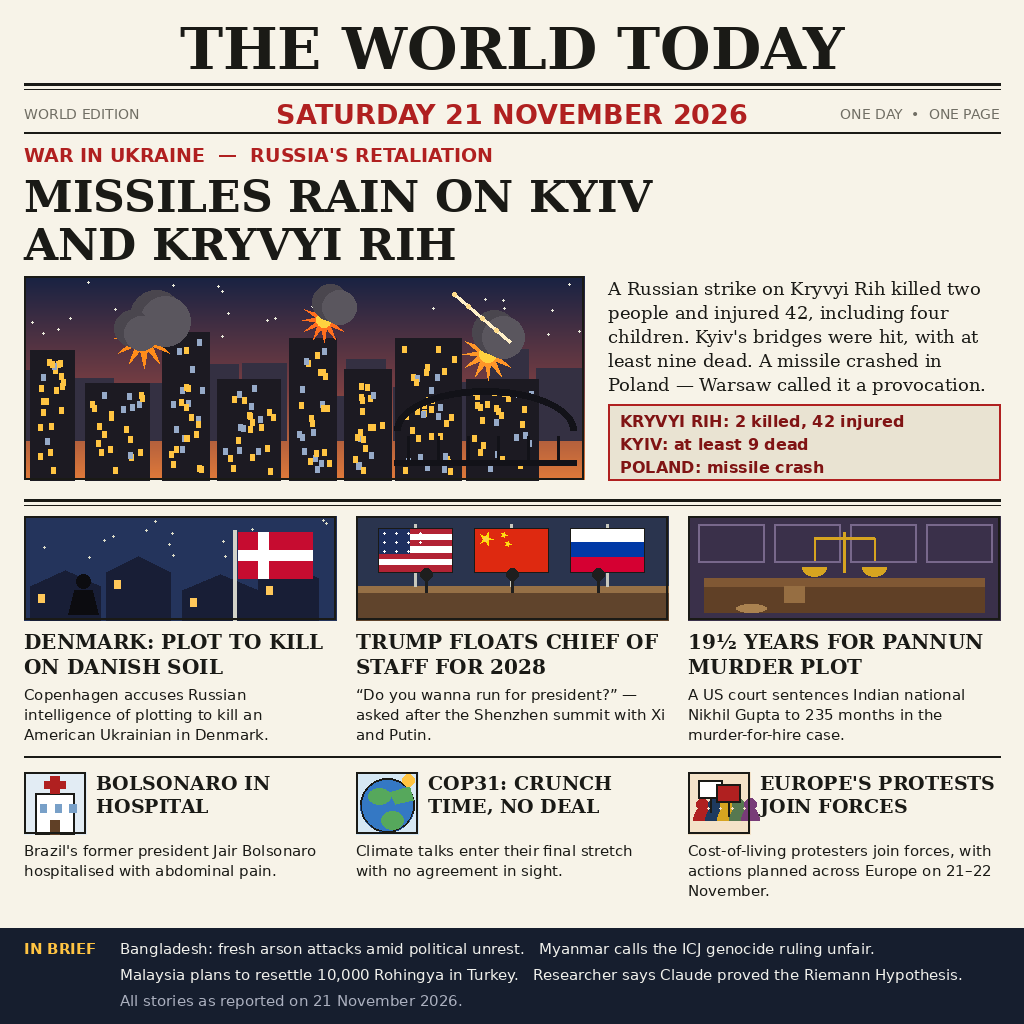 THE WORLD TODAY
WORLD EDITION
SATURDAY 21 NOVEMBER 2026
ONE DAY • ONE PAGE
WAR IN UKRAINE — RUSSIA'S RETALIATION
MISSILES RAIN ON KYIV
AND KRYVYI RIH
A Russian strike on Kryvyi Rih killed two
people and injured 42, including four
children. Kyiv's bridges were hit, with at
least nine dead. A missile crashed in
Poland — Warsaw called it a provocation.
KRYVYI RIH: 2 killed, 42 injured
KYIV: at least 9 dead
POLAND: missile crash
DENMARK: PLOT TO KILL
ON DANISH SOIL
Copenhagen accuses Russian
intelligence of plotting to kill an
American Ukrainian in Denmark.
TRUMP FLOATS CHIEF OF
STAFF FOR 2028
“Do you wanna run for president?” —
asked after the Shenzhen summit with Xi
and Putin.
19½ YEARS FOR PANNUN
MURDER PLOT
A US court sentences Indian national
Nikhil Gupta to 235 months in the
murder-for-hire case.
BOLSONARO IN
HOSPITAL
Brazil's former president Jair Bolsonaro
hospitalised with abdominal pain.
COP31: CRUNCH
TIME, NO DEAL
Climate talks enter their final stretch
with no agreement in sight.
EUROPE'S PROTESTS
JOIN FORCES
Cost-of-living protesters join forces, with
actions planned across Europe on 21–22
November.
IN BRIEF
Bangladesh: fresh arson attacks amid political unrest. Myanmar calls the ICJ genocide ruling unfair.
Malaysia plans to resettle 10,000 Rohingya in Turkey. Researcher says Claude proved the Riemann Hypothesis.
All stories as reported on 21 November 2026.